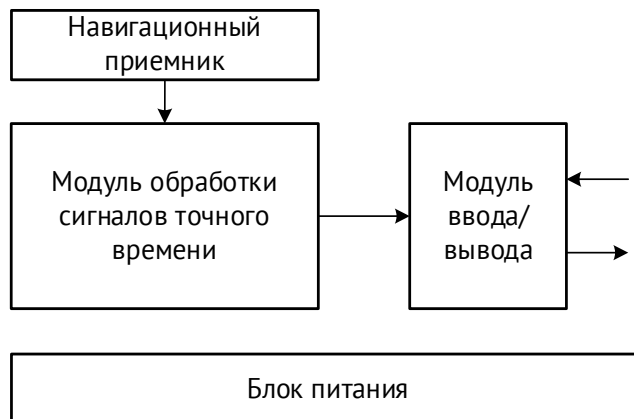 Навигационный
приемник
Модуль обработки
сигналов точного
времени
Модуль
ввода/
вывода
Блок питания